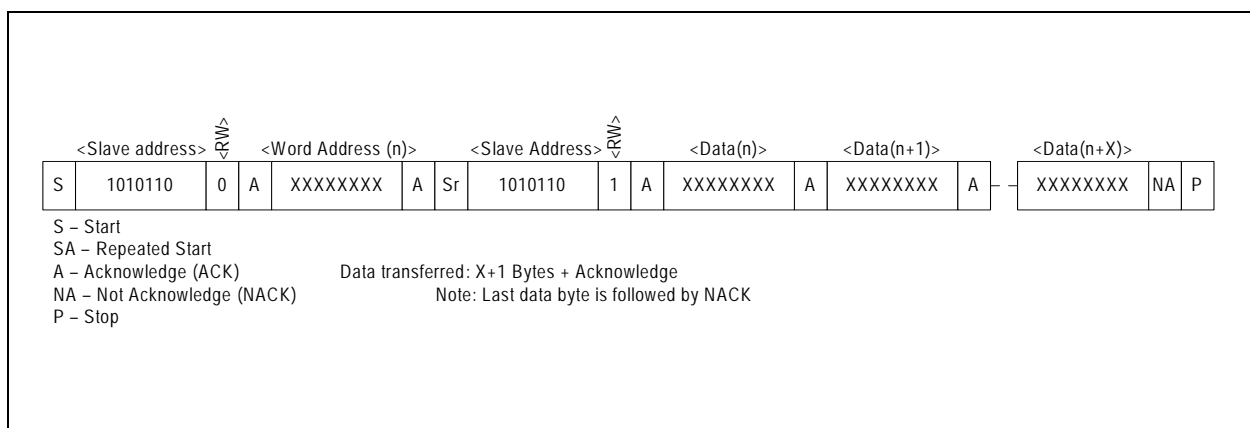 <Slave address> <RW> <Word Address (n)> <Slave Address> <RW> <Data(n)> <Data(n+1)> <Data(n+X)>
S 1010110 0 A XXXXXXXX A Sr 1010110 1 A XXXXXXXX A XXXXXXXX A XXXXXXXX NA P
S – Start
SA – Repeated Start
A – Acknowledge (ACK) Data transferred: X+1 Bytes + Acknowledge
NA – Not Acknowledge (NACK) Note: Last data byte is followed by NACK
P – Stop